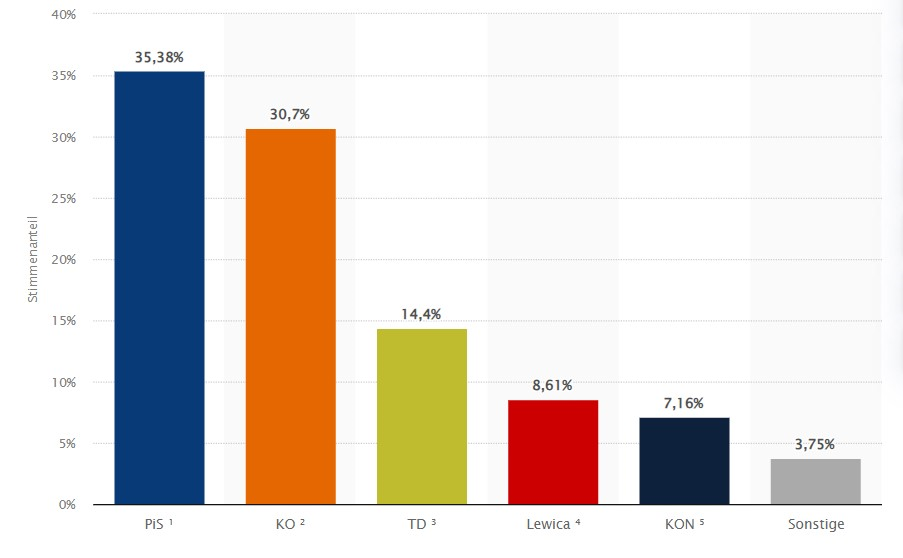 40%
35%
30%
25%
20%
15%
10%
5%
0%
Stimmenanteil
35,38%
30,7%
14,4%
8,61%
7,16%
3,75%
PiS ¹
KO ²
TD ³
Lewica ⁴
KON ⁵
Sonstige